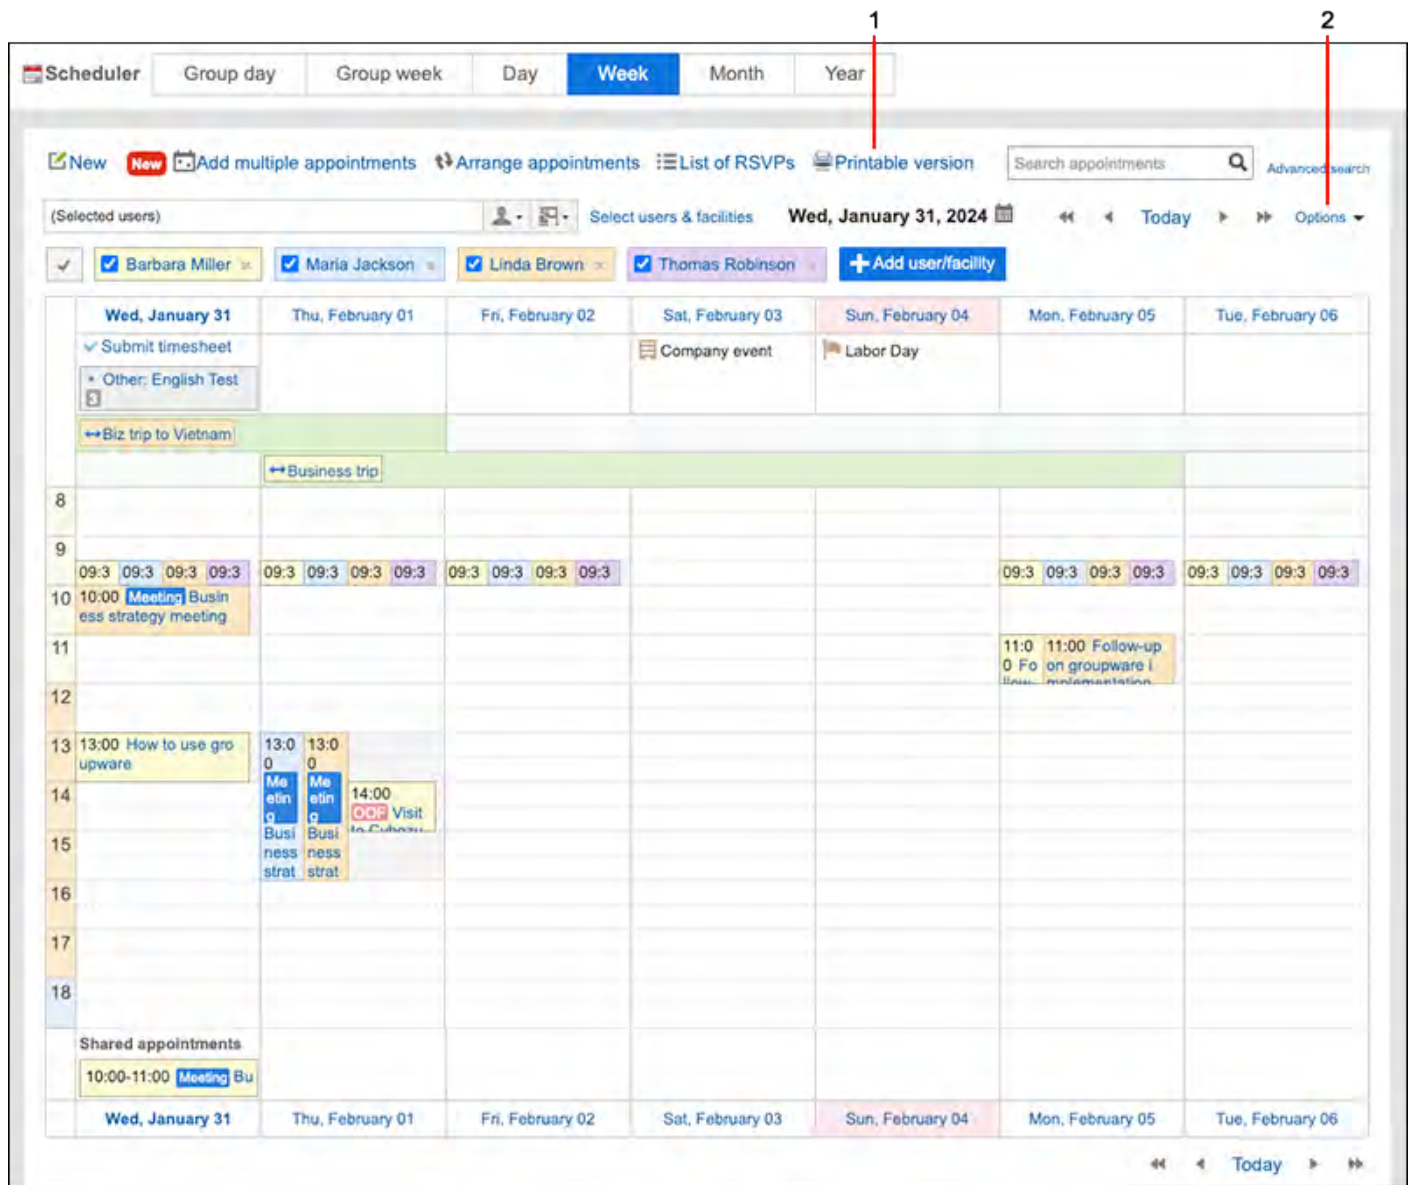 1 2
Scheduler Group day Group week Day Week Month Year
New New Add multiple appointments Arrange appointments List of RSVPs Printable version Search appointments Advanced search
(Selected users) Select users & facilities Wed, January 31, 2024 Today Options
Barbara Miller × Maria Jackson × Linda Brown × Thomas Robinson × +Add user/facility
Wed, January 31 Thu, February 01 Fri, February 02 Sat, February 03 Sun, February 04 Mon, February 05 Tue, February 06
Submit timesheet Company event Labor Day
Other: English Test
Biz trip to Vietnam
Business trip
8
9
09:3 09:3 09:3 09:3 09:3 09:3 09:3 09:3 09:3 09:3 09:3 09:3 09:3 09:3 09:3 09:3 09:3 09:3 09:3 09:3
10 10:00 Meeting Busin
ess strategy meeting
11
11:0
0 Fo
llow-
11:00 Follow-up
on groupware i
mplementation
12
13 13:00 How to use gro
upware
13:0
0
Me
etin
g
Busi
ness
strat
13:0
0
Me
etin
g
Busi
ness
strat
14
14:00
OOF Visit
to Cybozu
15
16
17
18
Shared appointments
10:00-11:00 Meeting Bu
Wed, January 31 Thu, February 01 Fri, February 02 Sat, February 03 Sun, February 04 Mon, February 05 Tue, February 06
Today